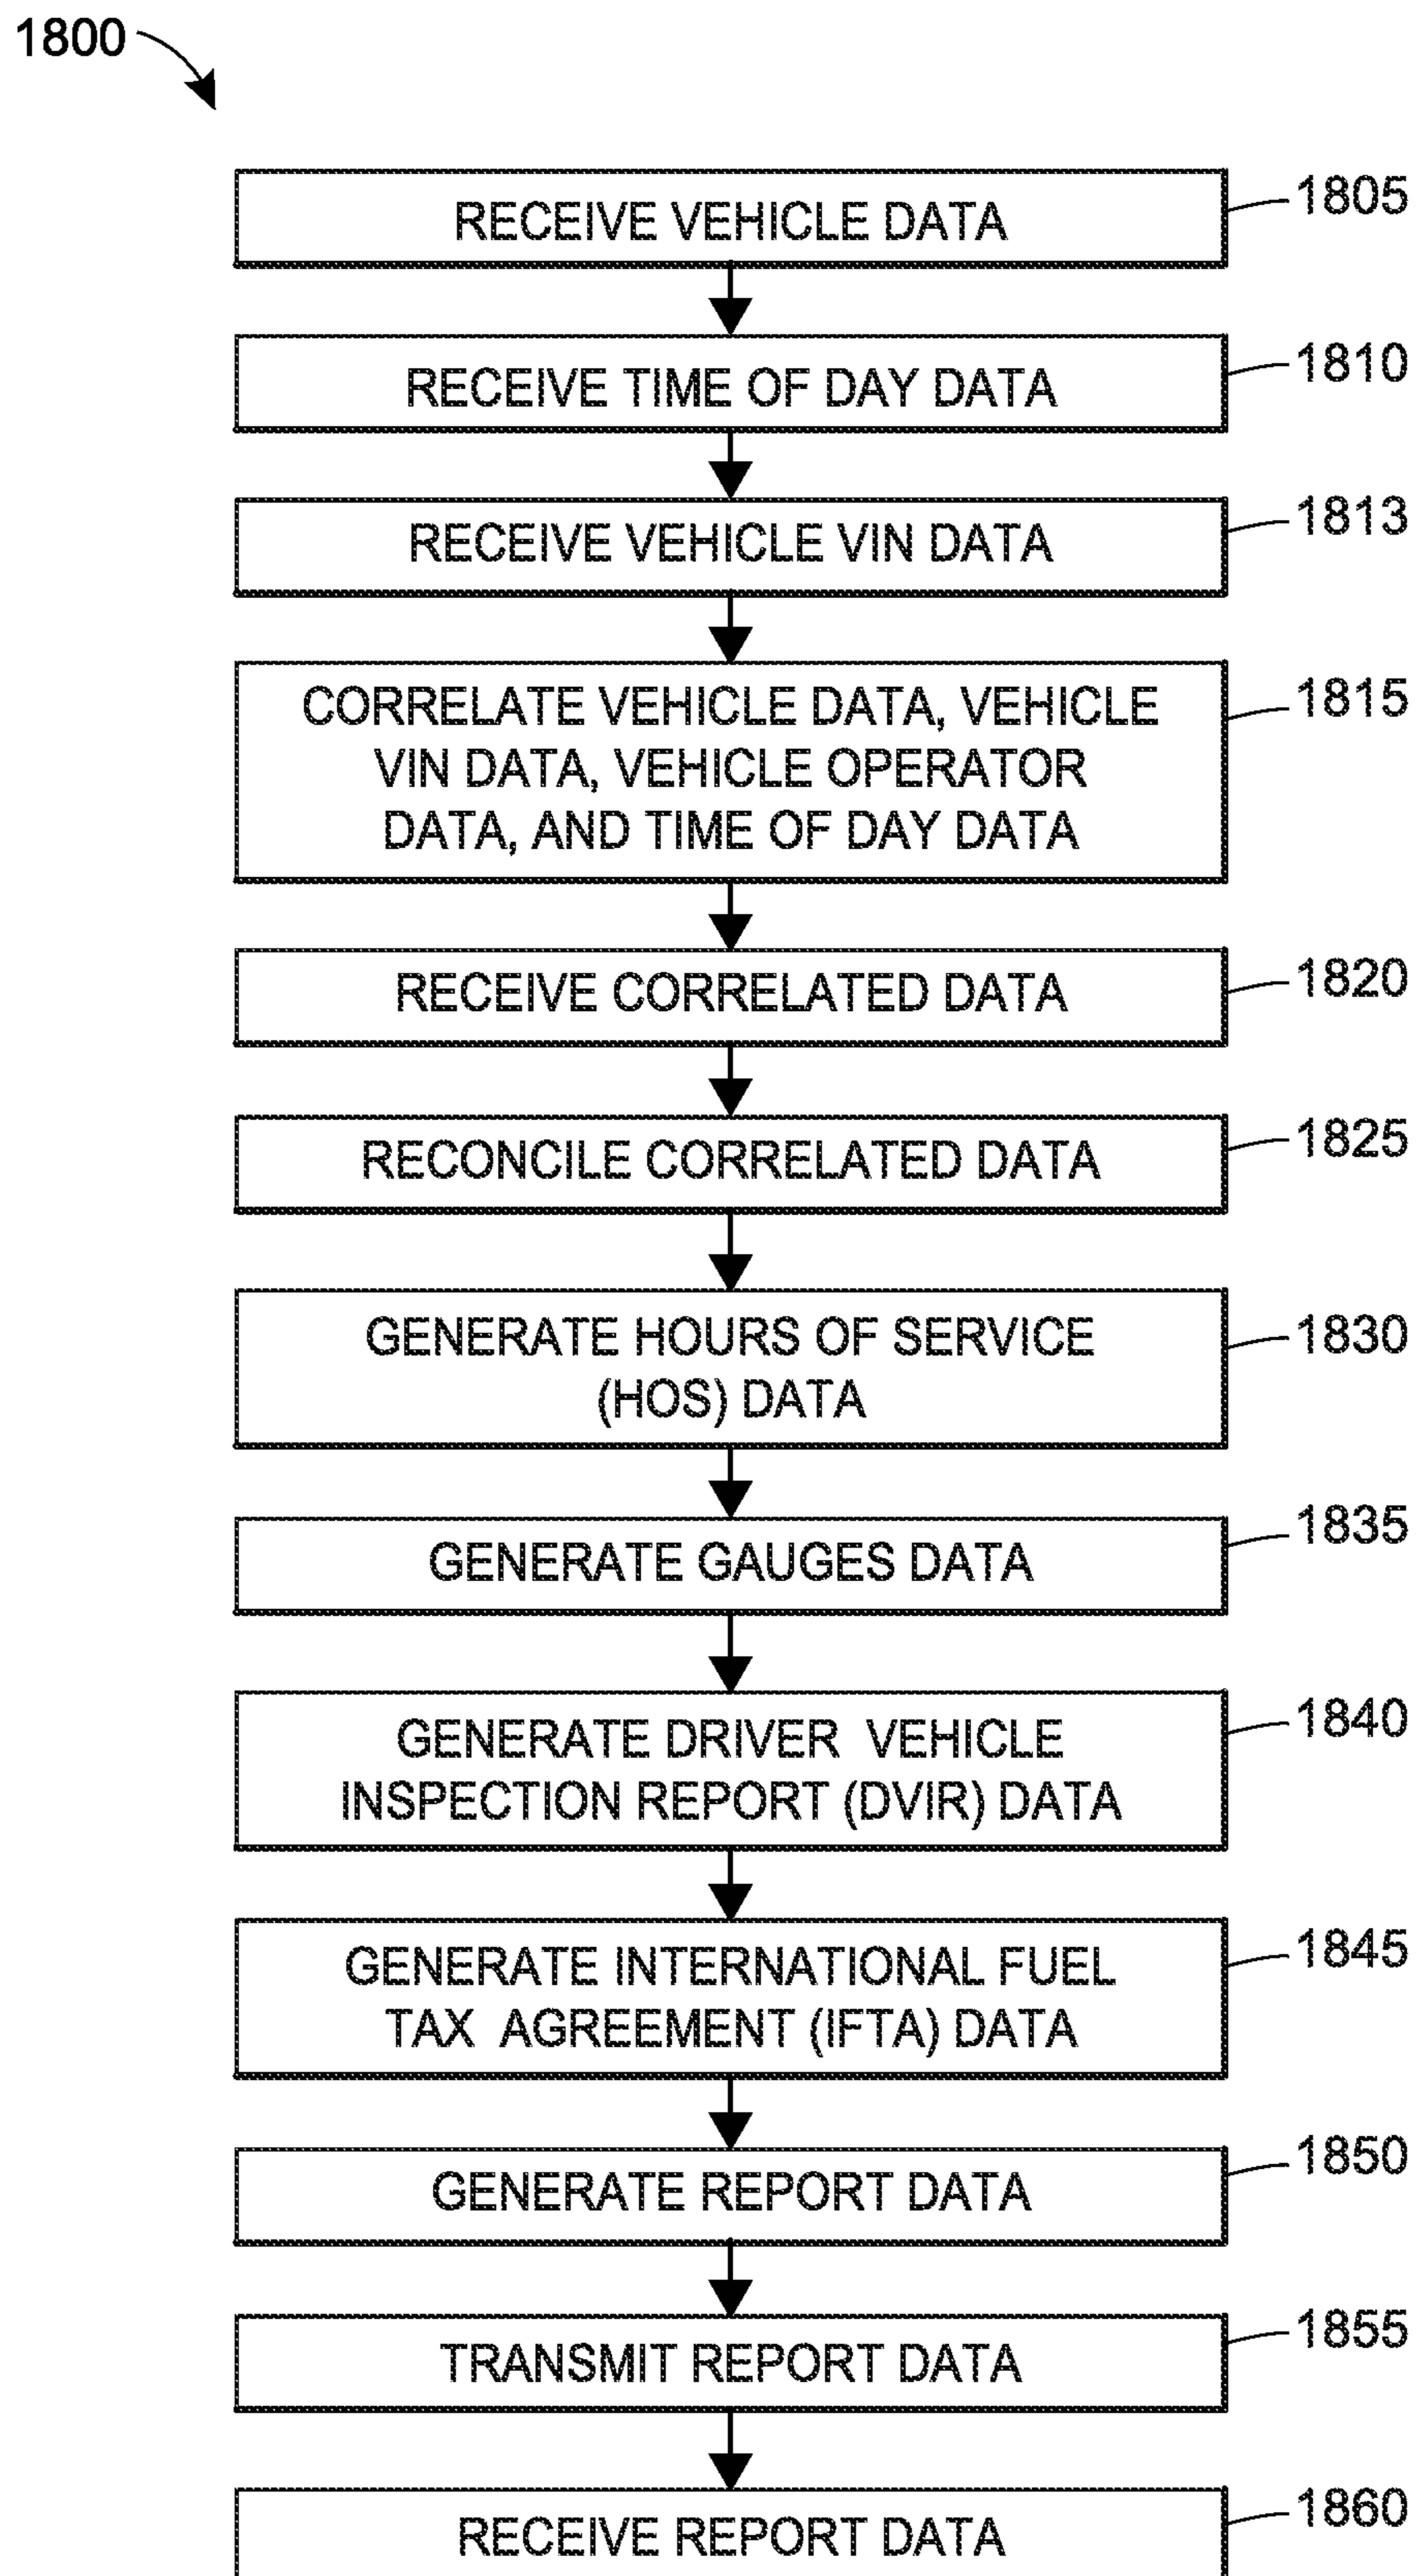 1800
RECEIVE VEHICLE DATA
1805
RECEIVE TIME OF DAY DATA
1810
RECEIVE VEHICLE VIN DATA
1813
CORRELATE VEHICLE DATA, VEHICLE
VIN DATA, VEHICLE OPERATOR
DATA, AND TIME OF DAY DATA
1815
RECEIVE CORRELATED DATA
1820
RECONCILE CORRELATED DATA
1825
GENERATE HOURS OF SERVICE
(HOS) DATA
1830
GENERATE GAUGES DATA
1835
GENERATE DRIVER VEHICLE
INSPECTION REPORT (DVIR) DATA
1840
GENERATE INTERNATIONAL FUEL
TAX AGREEMENT (IFTA) DATA
1845
GENERATE REPORT DATA
1850
TRANSMIT REPORT DATA
1855
RECEIVE REPORT DATA
1860